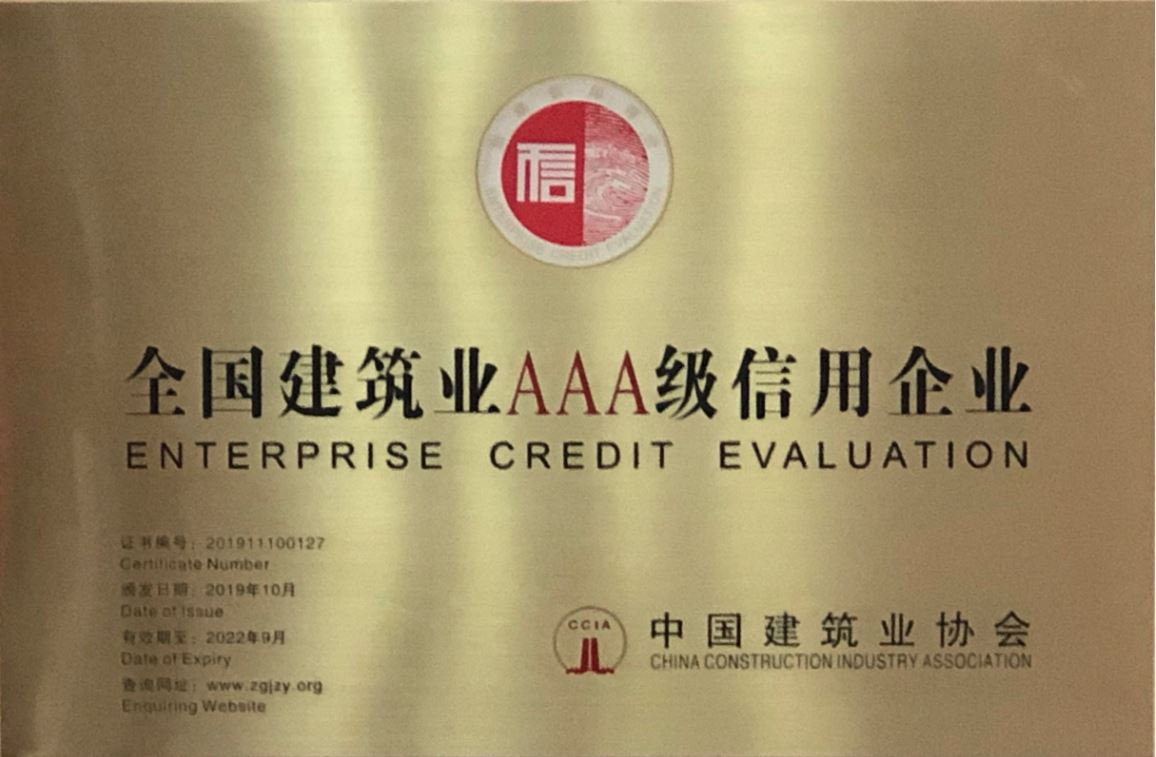 信
全国建筑业AAA级信用企业
ENTERPRISE CREDIT EVALUATION
证书编号：201911100127
Certificate Number
颁发日期：2019年10月
Date of Issue
有效期至：2022年9月
Date of Expiry
查询网址：www.zgjzy.org
Enquiring Website
CCIA
中国建筑业协会
CHINA CONSTRUCTION INDUSTRY ASSOCIATION